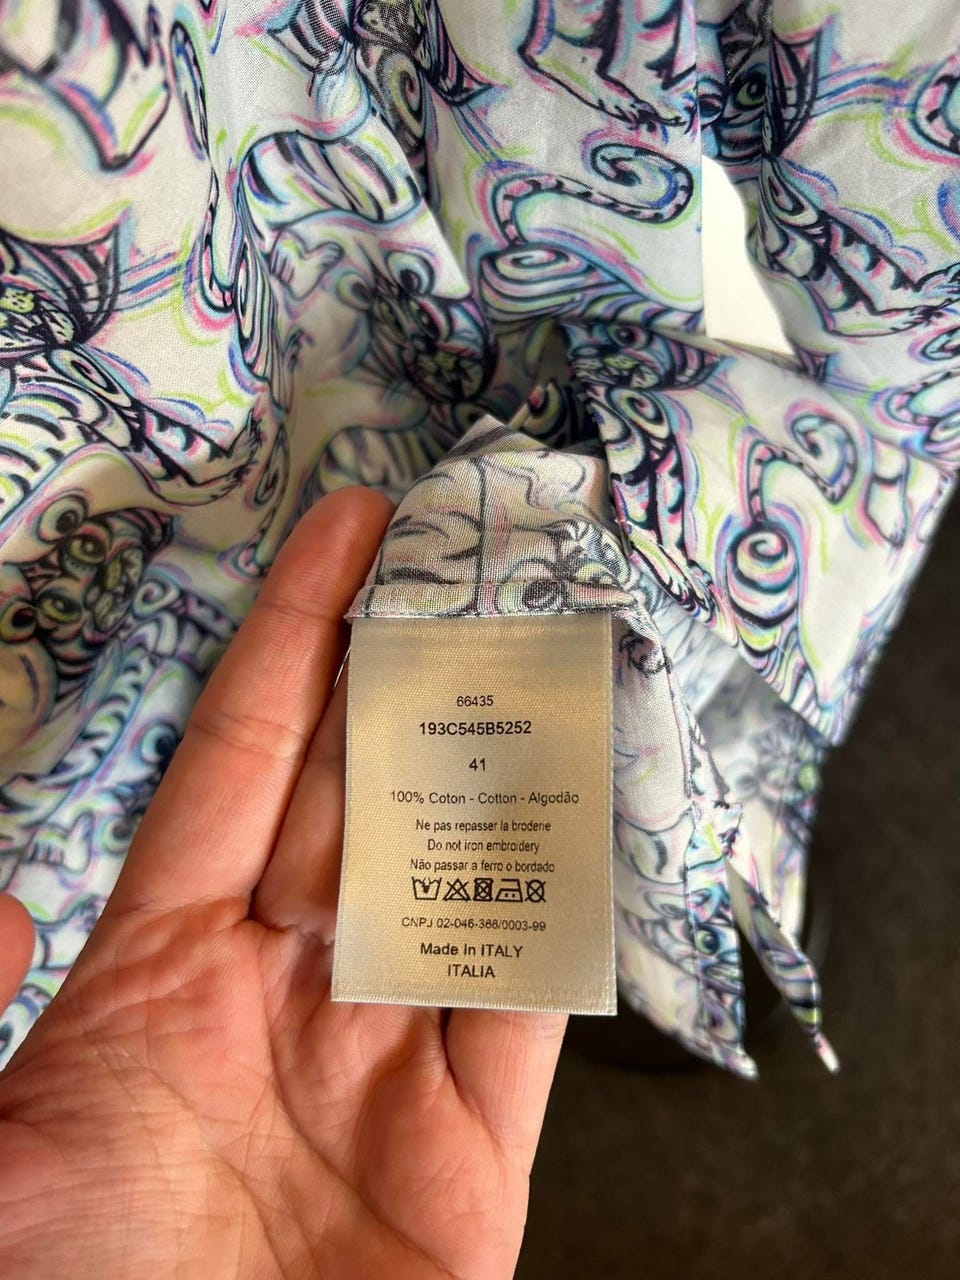 66435
193C545B5252
41
100% Coton - Cotton - Algodão
Ne pas repasser la broderie
Do not iron embroidery
Não passar a ferro o bordado
CNPJ 02-046-366/0003-99
Made In ITALY
ITALIA